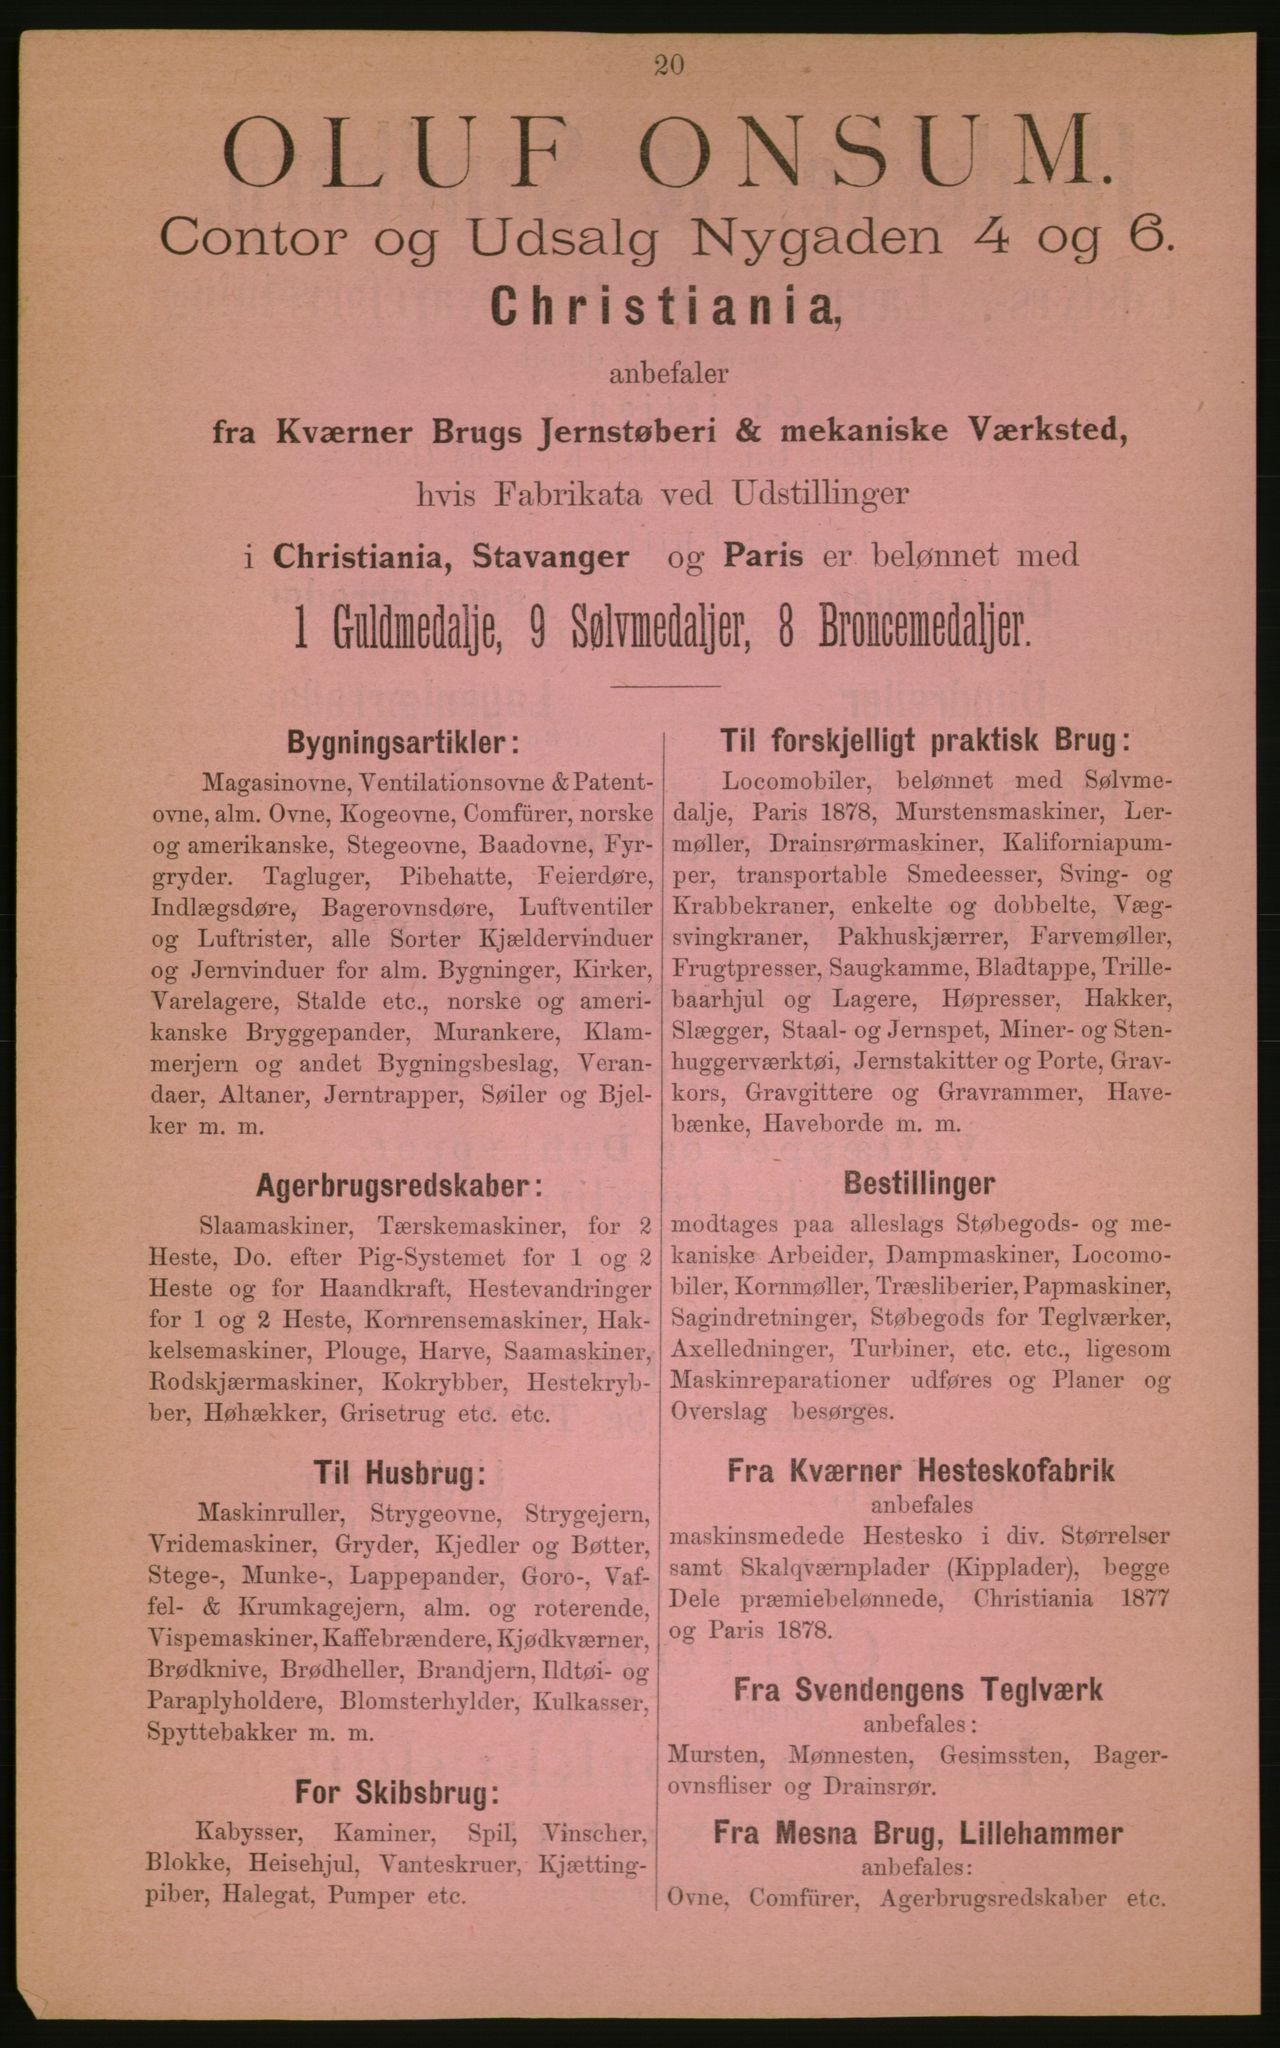 20
OLUF ONSUM.
Contor og Udsalg Nygaden 4 og 6.
Christiania,
anbefaler
fra Kværner Brugs Jernstøberi & mekaniske Værksted,
hvis Fabrikata ved Udstillinger
i Christiania, Stavanger og Paris er belønnet med
1 Guldmedalje, 9 Sølvmedaljer, 8 Broncemedaljer.
Bygningsartikler:
Magasinovne, Ventilationsovne & Patent-
ovne, alm. Ovne, Kogeovne, Comfürer, norske
og amerikanske, Stegeovne, Baadovne, Fyr-
gryder. Tagluger, Pibehatte, Feierdøre,
Indlægsdøre, Bagerovnsdøre, Luftventiler
og Luftrister, alle Sorter Kjældervinduer
og Jernvinduer for alm. Bygninger, Kirker,
Varelagere, Stalde etc., norske og ameri-
kanske Bryggepander, Murankere, Klam-
merjern og andet Bygningsbeslag, Veran-
daer, Altaner, Jerntrapper, Søiler og Bjel-
ker m. m.
Agerbrugsredskaber:
Slaamaskiner, Tærskemaskiner, for 2
Heste, Do. efter Pig-Systemet for 1 og 2
Heste og for Haandkraft, Hestevandringer
for 1 og 2 Heste, Kornrensemaskiner, Hak-
kelsemaskiner, Plouge, Harve, Saamaskiner,
Rodskjærmaskiner, Kokrybber, Hestekryb-
ber, Høhækker, Grisetrug etc. etc.
Til Husbrug:
Maskinruller, Strygeovne, Strygejern,
Vridemaskiner, Gryder, Kjedler og Bøtter,
Stege-, Munke-, Lappepander, Goro-, Vaf-
fel- & Krumkagejern, alm. og roterende,
Vispemaskiner, Kaffebrændere, Kjødkværner,
Brødknive, Brødheller, Brandjern, Ildtøi- og
Paraplyholdere, Blomsterhylder, Kulkasser,
Spyttebakker m. m.
For Skibsbrug:
Kabysser, Kaminer, Spil, Vinscher,
Blokke, Heisehjul, Vanteskruer, Kjætting-
piber, Halegat, Pumper etc.
Til forskjelligt praktisk Brug:
Locomobiler, belønnet med Sølvme-
dalje, Paris 1878, Murstensmaskiner, Ler-
møller, Drainsrørmaskiner, Kaliforniapum-
per, transportable Smedeesser, Sving- og
Krabbekraner, enkelte og dobbelte, Væg-
svingkraner, Pakhuskjærrer, Farvemøller,
Frugtpresser, Saugkamme, Bladtappe, Trille-
baarhjul og Lagere, Høpresser, Hakker,
Slægger, Staal- og Jernspet, Miner- og Sten-
huggerværktøi, Jernstakitter og Porte, Grav-
kors, Gravgittere og Gravrammer, Have-
bænke, Haveborde m. m.
Bestillinger
modtages paa alleslags Støbegods- og me-
kaniske Arbeider, Dampmaskiner, Locomo-
biler, Kornmøller, Træsliberier, Papmaskiner,
Sagindretninger, Støbegods for Teglværker,
Axelledninger, Turbiner, etc. etc., ligesom
Maskinreparationer udføres og Planer og
Overslag besørges.
Fra Kværner Hesteskofabrik
anbefales
maskinsmedede Hestesko i div. Størrelser
samt Skalqværnplader (Kipplader), begge
Dele præmiebelønnede, Christiania 1877
og Paris 1878.
Fra Svendengens Teglværk
anbefales:
Mursten, Mønnesten, Gesimssten, Bager-
ovnsfliser og Drainsrør.
Fra Mesna Brug, Lillehammer
anbefales:
Ovne, Comfürer, Agerbrugsredskaber etc.